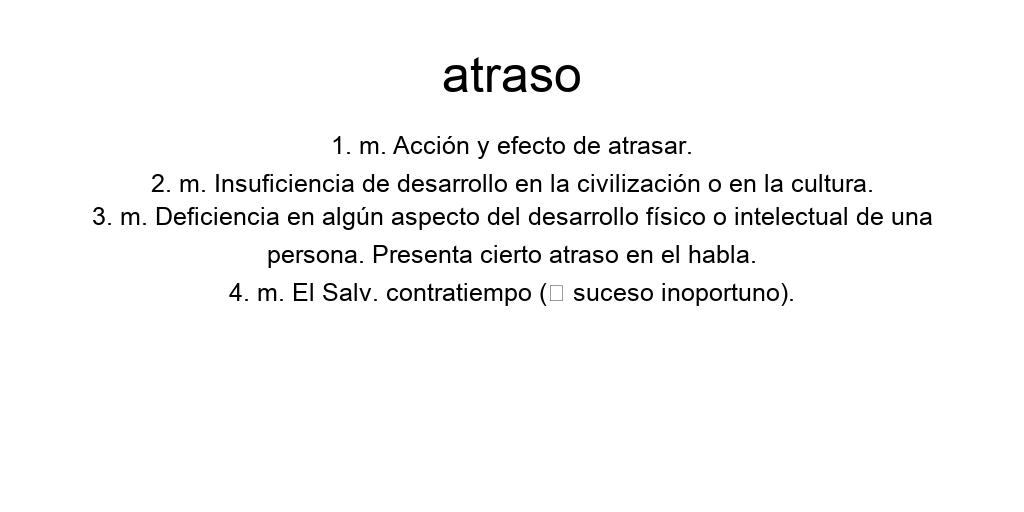 atraso
1. m. Acción y efecto de atrasar.
2. m. Insuficiencia de desarrollo en la civilización o en la cultura.
3. m. Deficiencia en algún aspecto del desarrollo físico o intelectual de una
persona. Presenta cierto atraso en el habla.
4. m. El Salv. contratiempo (□ suceso inoportuno).